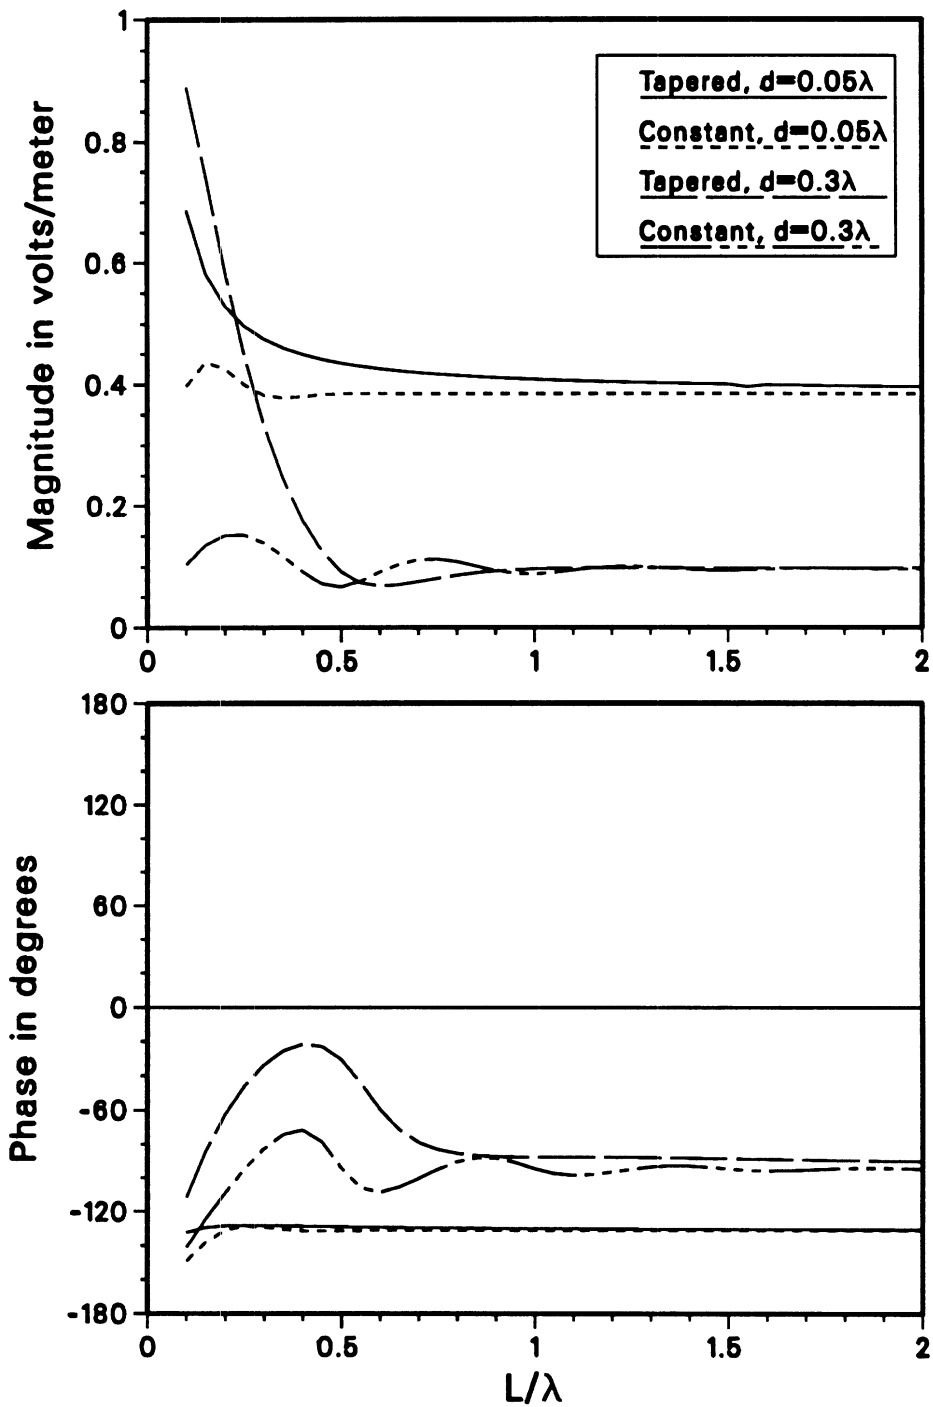 1
0.8
0.6
0.4
0.2
0
Magnitude in volts/meter
Tapered, d=0.05λ
Constant, d=0.05λ
Tapered, d=0.3λ
Constant, d=0.3λ
0 0.5 1 1.5 2
180
120
60
0
-60
-120
-180
Phase in degrees
0 0.5 1 1.5 2
L/λ